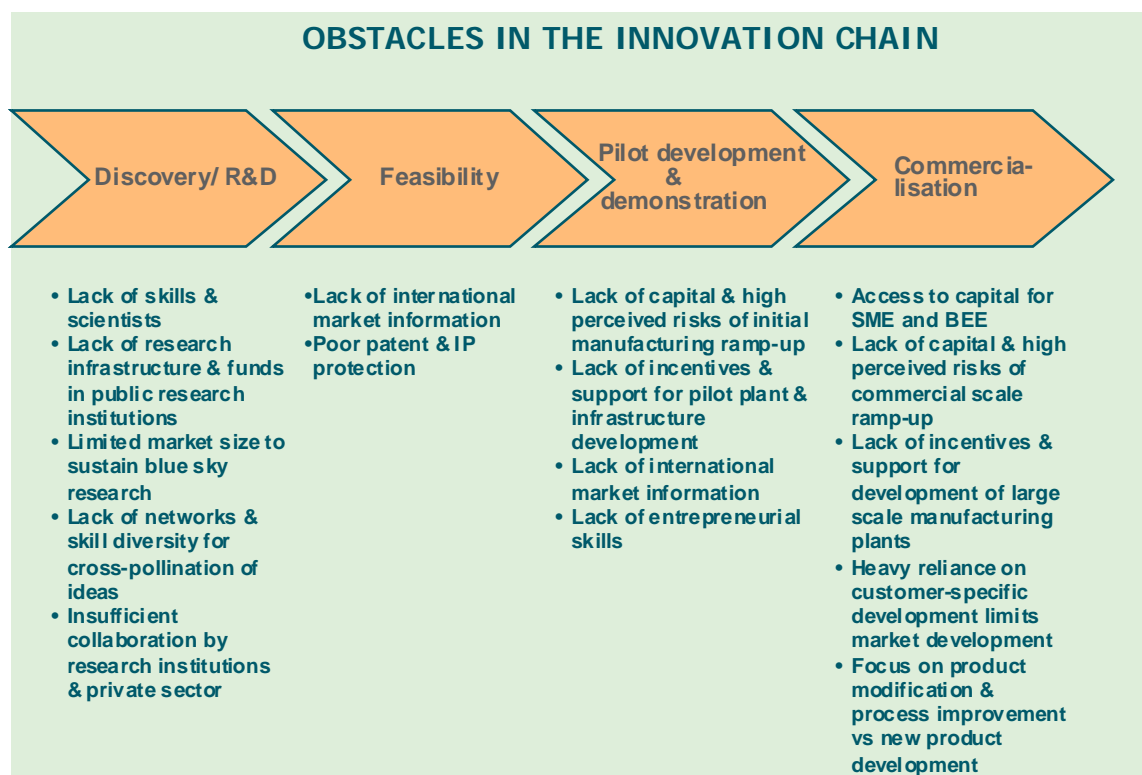 OBSTACLES IN THE INNOVATION CHAIN
Discovery/ R&D
Feasibility
Pilot development
&
demonstration
Commercia-
lisation
• Lack of skills &
scientists
• Lack of research
infrastructure & funds
in public research
institutions
• Limited market size to
sustain blue sky
research
• Lack of networks &
skill diversity for
cross-pollination of
ideas
• Insufficient
collaboration by
research institutions
& private sector
•Lack of international
market information
•Poor patent & IP
protection
• Lack of capital & high
perceived risks of initial
manufacturing ramp-up
• Lack of incentives &
support for pilot plant &
infrastructure
development
• Lack of international
market information
• Lack of entrepreneurial
skills
• Access to capital for
SME and BEE
• Lack of capital & high
perceived risks of
commercial scale
ramp-up
• Lack of incentives &
support for
development of large
scale manufacturing
plants
• Heavy reliance on
customer-specific
development limits
market development
• Focus on product
modification &
process improvement
vs new product
development